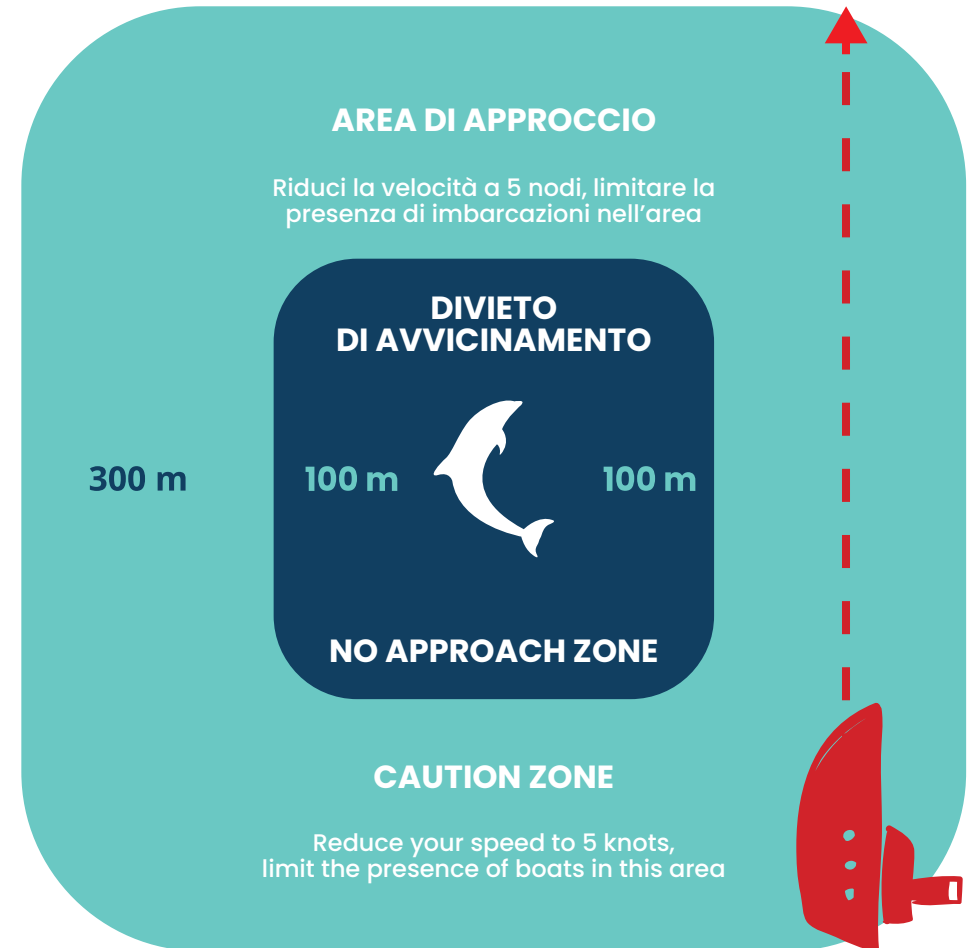 AREA DI APPROCCIO
Riduci la velocità a 5 nodi, limitare la
presenza di imbarcazioni nell’area
DIVIETO
DI AVVICINAMENTO
300 m
100 m
100 m
NO APPROACH ZONE
CAUTION ZONE
Reduce your speed to 5 knots,
limit the presence of boats in this area